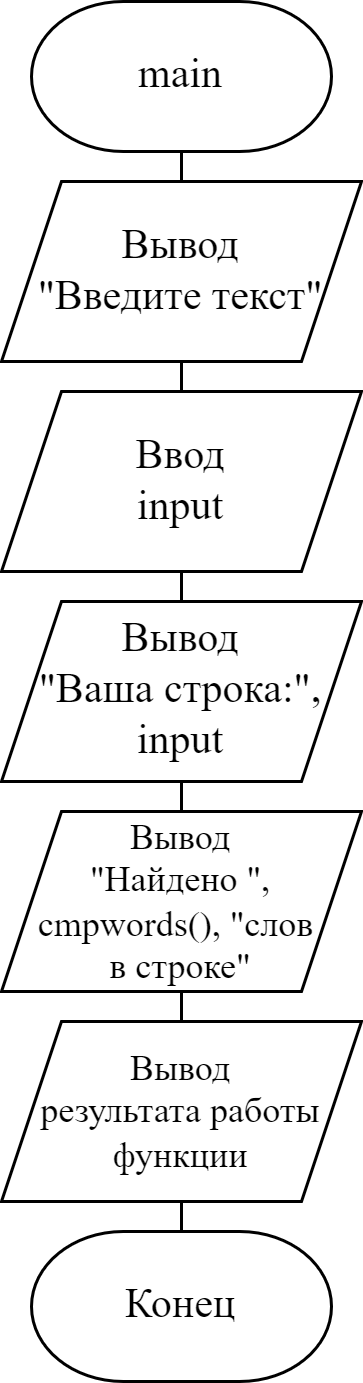 main
Вывод
"Введите текст"
Ввод
input
Вывод
"Ваша строка:",
input
Вывод
"Найдено ",
cmpwords(), "слов
в строке"
Вывод
результата работы
функции
Конец